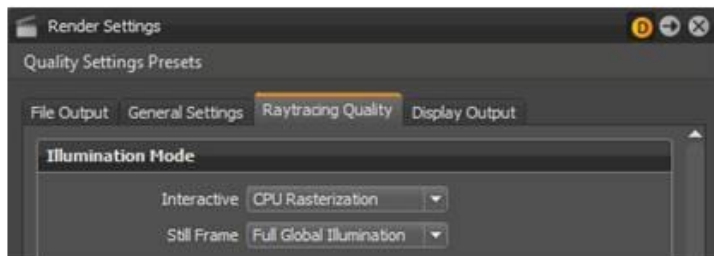 Render Settings
D
Quality Settings Presets
File Output General Settings Raytracing Quality Display Output
Illumination Mode
Interactive CPU Rasterization
Still Frame Full Global Illumination